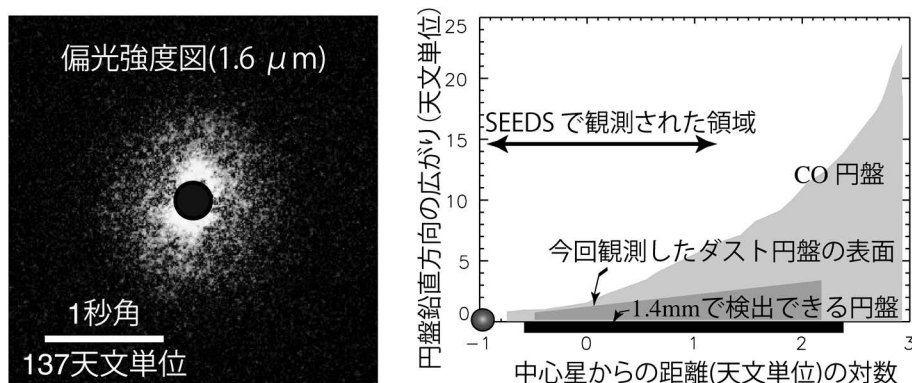 偏光強度図(1.6 μm)
1秒角
137天文単位
円盤鉛直方向の広がり(天文単位)
25
20
15
10
5
0
SEEDSで観測された領域
CO 円盤
今回観測したダスト円盤の表面
1.4mmで検出できる円盤
-1 0 1 2 3
中心星からの距離(天文単位)の対数